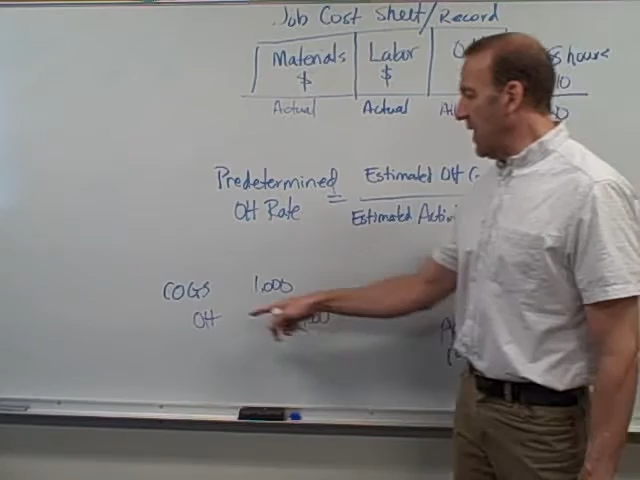 Job Cost Sheet/Record
Materials Labor
$ $ 8 hours
Actual Actual
Predetermined = Estimated OH
OH Rate Estimated
COGS 1,000
OH